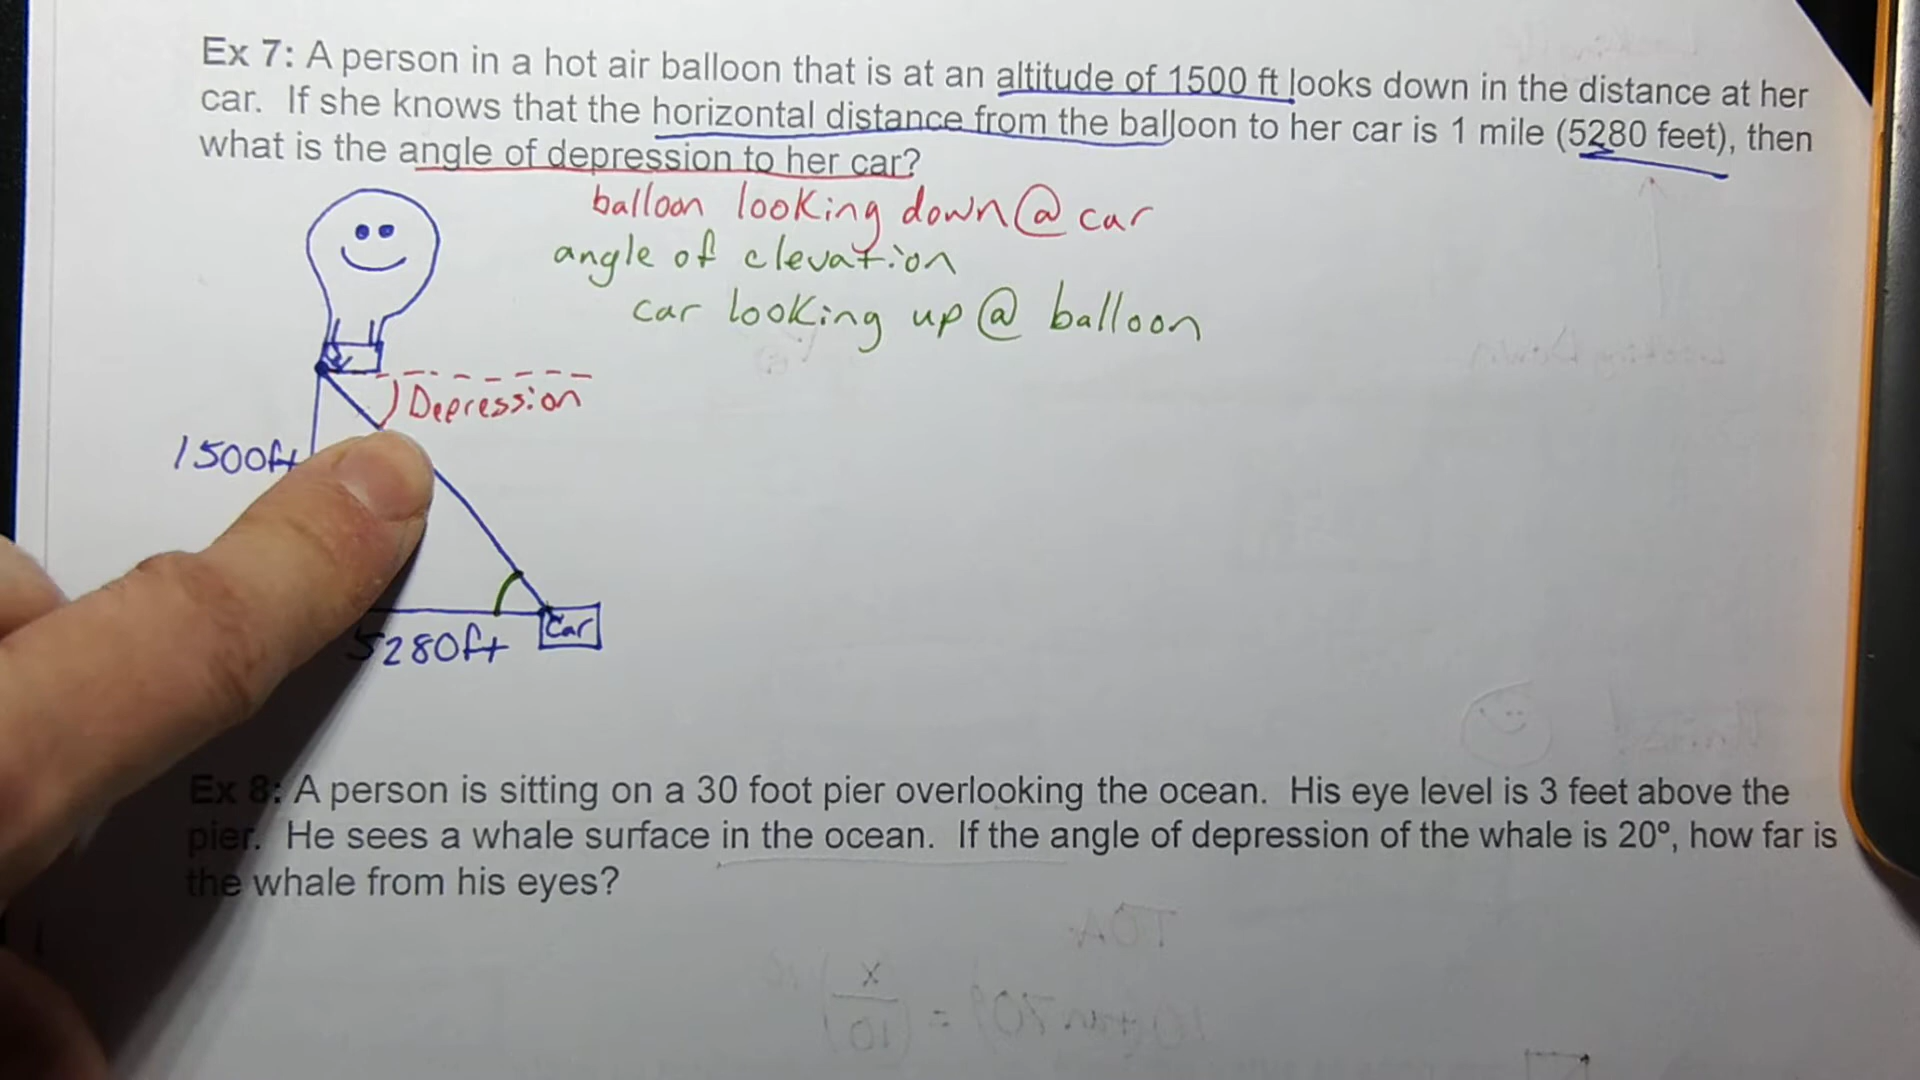 Ex 7: A person in a hot air balloon that is at an altitude of 1500 ft looks down in the distance at her
car. If she knows that the horizontal distance from the balloon to her car is 1 mile (5280 feet), then
what is the angle of depression to her car?
balloon looking down @ car
angle of elevation
car looking up @ balloon
Depression
1500ft
5280ft
Car
Ex 8: A person is sitting on a 30 foot pier overlooking the ocean. His eye level is 3 feet above the
pier. He sees a whale surface in the ocean. If the angle of depression of the whale is 20º, how far is
the whale from his eyes?